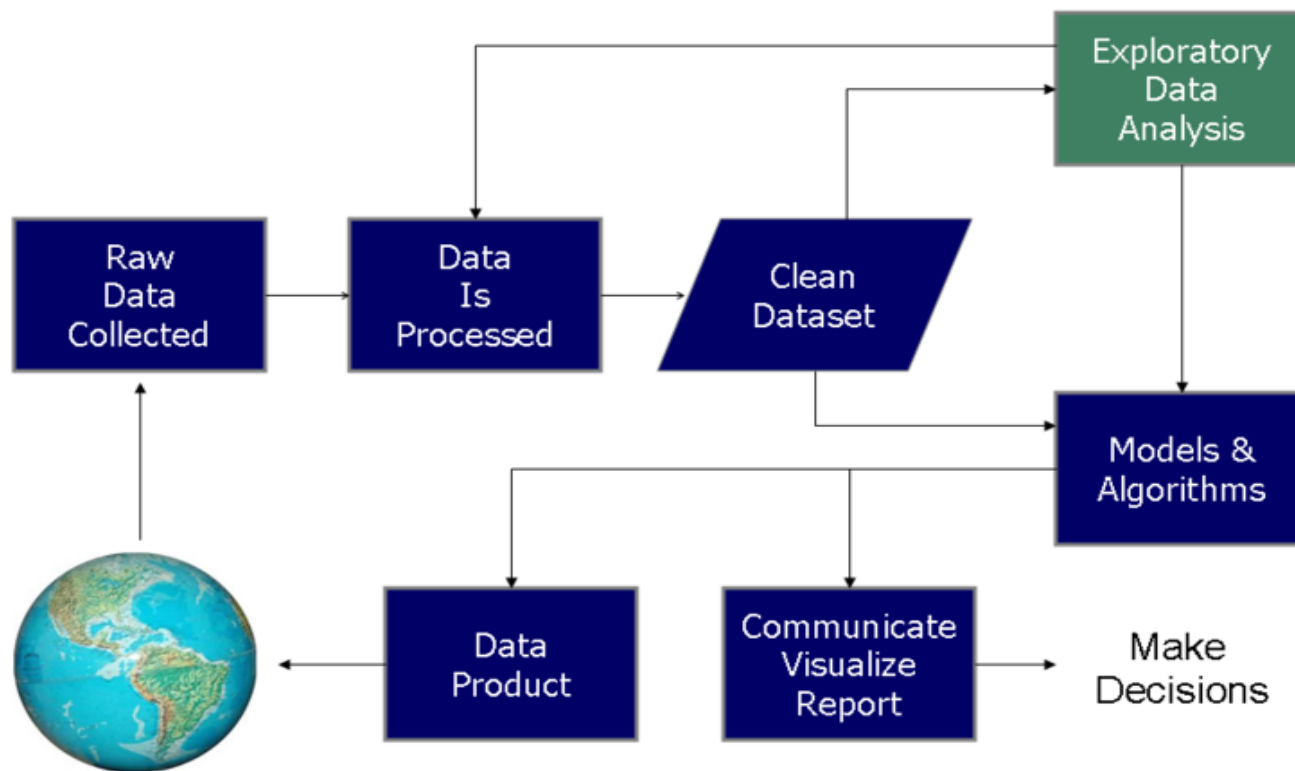 Exploratory
Data
Analysis
Raw
Data
Collected
Data
Is
Processed
Clean
Dataset
Models &
Algorithms
Data
Product
Communicate
Visualize
Report
Make
Decisions